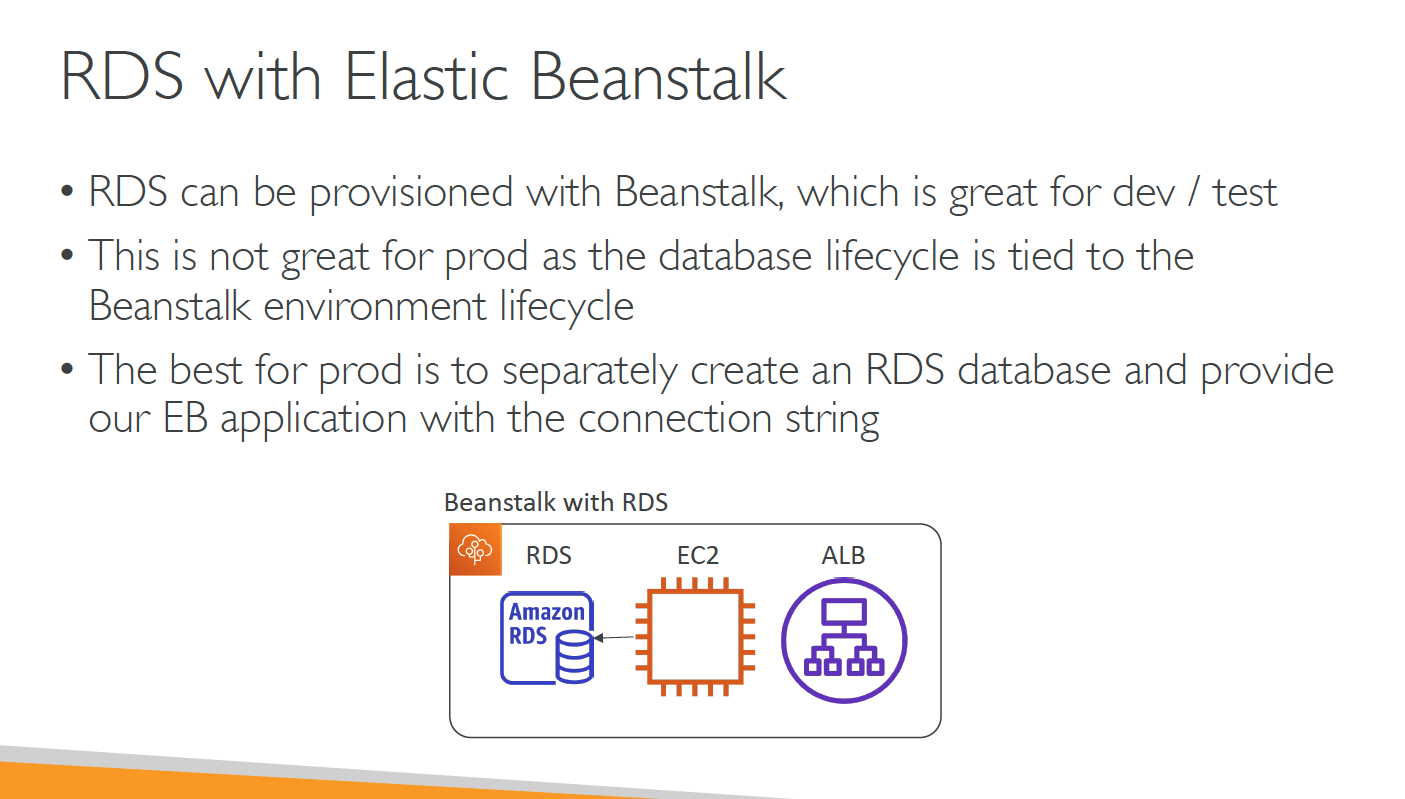 RDS with Elastic Beanstalk
• RDS can be provisioned with Beanstalk, which is great for dev / test
• This is not great for prod as the database lifecycle is tied to the
Beanstalk environment lifecycle
• The best for prod is to separately create an RDS database and provide
our EB application with the connection string
Beanstalk with RDS
RDS
EC2
ALB
Amazon
RDS